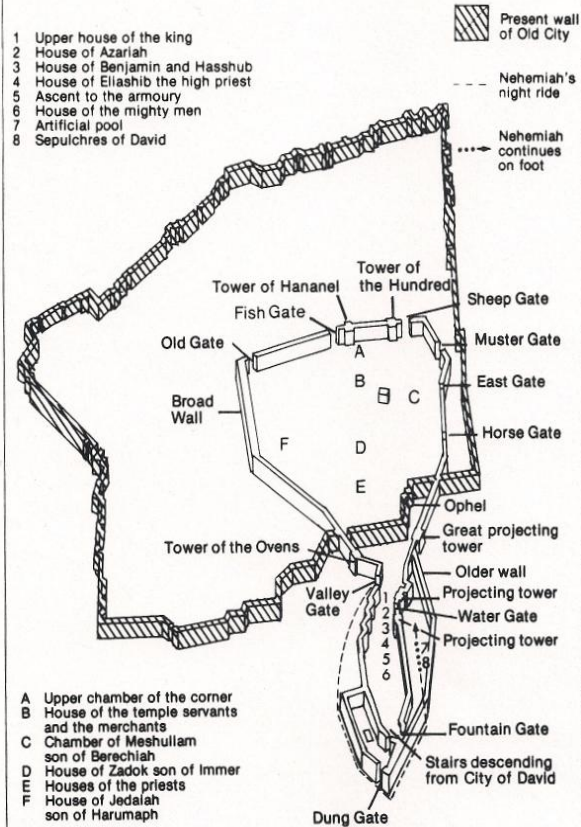 1 Upper house of the king
2 House of Azariah
3 House of Benjamin and Hasshub
4 House of Eliashib the high priest
5 Ascent to the armoury
6 House of the mighty men
7 Artificial pool
8 Sepulchres of David
Present wall
of Old City
Nehemiah's
night ride
Nehemiah
continues
on foot
Tower of Hananel
Tower of
the Hundred
Sheep Gate
Fish Gate
Old Gate
Muster Gate
A
B
C
East Gate
Broad
Wall
F
D
Horse Gate
E
Ophel
Great projecting
tower
Tower of the Ovens
Older wall
Valley
Gate
1
2
3
4
5
6
Projecting tower
Water Gate
Projecting tower
8
Fountain Gate
Stairs descending
from City of David
Dung Gate
A Upper chamber of the corner
B House of the temple servants
and the merchants
C Chamber of Meshullam
son of Berechiah
D House of Zadok son of Immer
E Houses of the priests
F House of Jedaiah
son of Harumaph